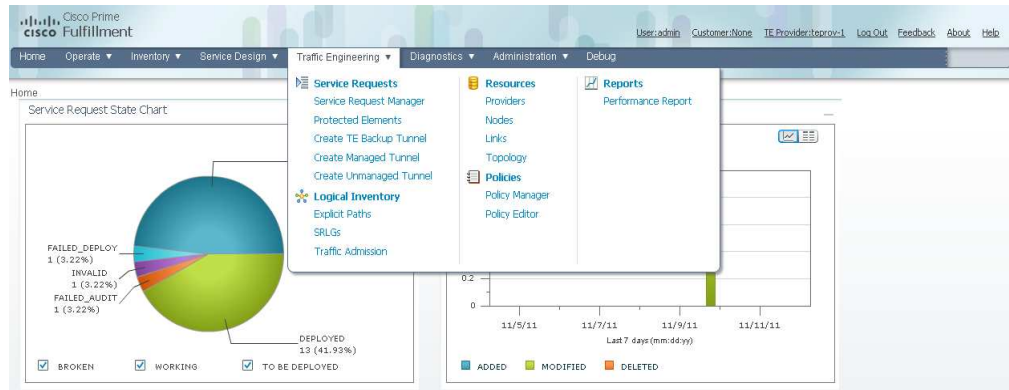 Cisco Prime
CISCO Fulfillment
User:admin Customer:None TE Provider:teprov-1 Log Out Feedback About Help
Home Operate Inventory Service Design Traffic Engineering Diagnostics Administration Debug
Home
Service Request State Chart
Service Requests
Service Request Manager
Protected Elements
Create TE Backup Tunnel
Create Managed Tunnel
Create Unmanaged Tunnel
Logical Inventory
Explicit Paths
SRLGs
Traffic Admission
Resources
Providers
Nodes
Links
Topology
Policies
Policy Manager
Policy Editor
Reports
Performance Report
FAILED_DEPLOY
1 (3.22%)
INVALID
1 (3.22%)
FAILED_AUDIT
1 (3.22%)
DEPLOYED
13 (41.93%)
BROKEN WORKING TO BE DEPLOYED
0.2
0
11/5/11 11/7/11 11/9/11 11/11/11
Last 7 days (mm:dd:yy)
ADDED MODIFIED DELETED